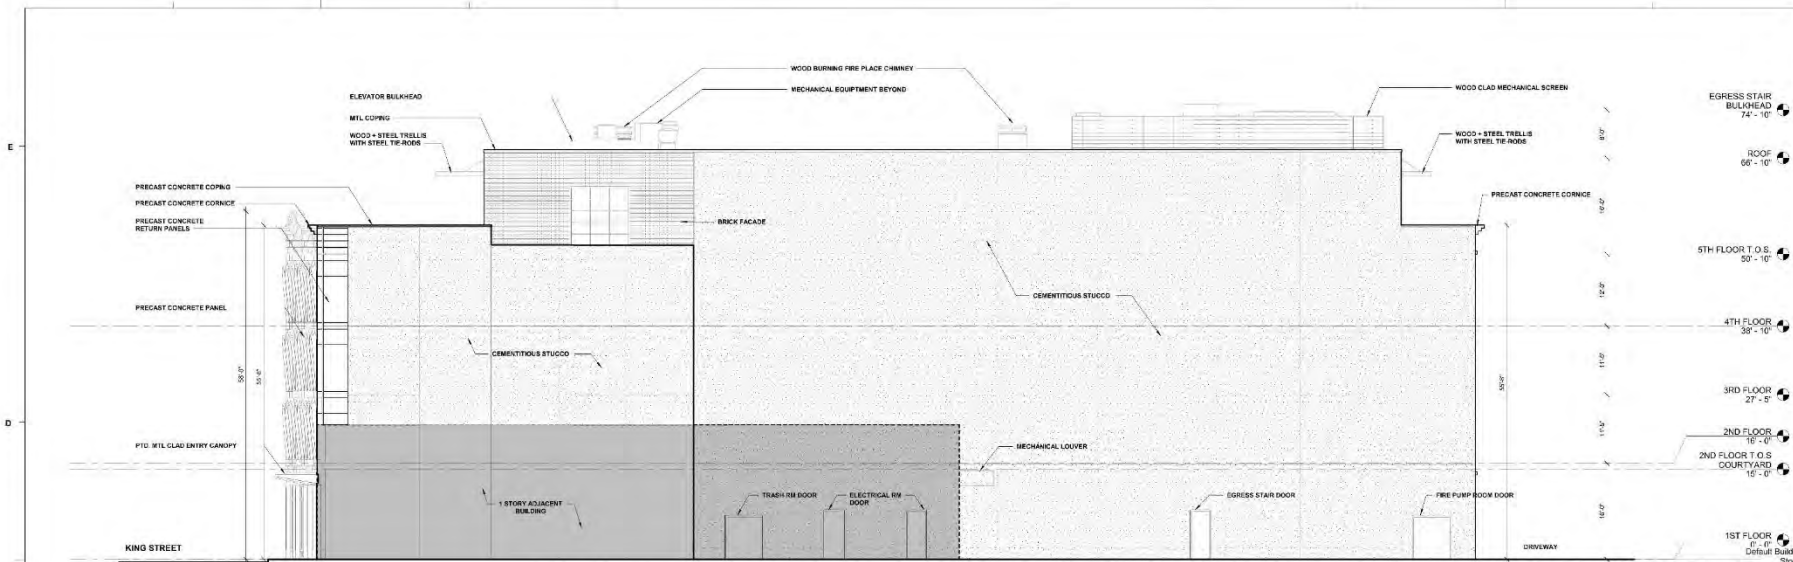 WOOD BURNING FIRE PLACE CHIMNEY
MECHANICAL EQUIPTMENT BEYOND
WOOD CLAD MECHANICAL SCREEN
ELEVATOR BULKHEAD
MTL COPING
WOOD + STEEL TRELLIS
WITH STEEL TIE-RODS
WOOD + STEEL TRELLIS
WITH STEEL TIE-RODS
EGRESS STAIR
BULKHEAD
74' - 10"
E
ROOF
66' - 10"
PRECAST CONCRETE COPING
PRECAST CONCRETE CORNICE
PRECAST CONCRETE
RETURN PANELS
PRECAST CONCRETE CORNICE
BRICK FACADE
5TH FLOOR T.O.S.
50' - 10"
PRECAST CONCRETE PANEL
CEMENTITIOUS STUCCO
4TH FLOOR
38' - 10"
CEMENTITIOUS STUCCO
3RD FLOOR
27' - 5"
D
PTD. MTL CLAD ENTRY CANOPY
MECHANICAL LOUVER
2ND FLOOR
16' - 0"
2ND FLOOR T.O.S
COURTYARD
15' - 0"
1 STORY ADJACENT
BUILDING
TRASH RM DOOR
ELECTRICAL RM
DOOR
EGRESS STAIR DOOR
FIRE PUMP ROOM DOOR
KING STREET
DRIVEWAY
1ST FLOOR
0' - 0"
Default Build